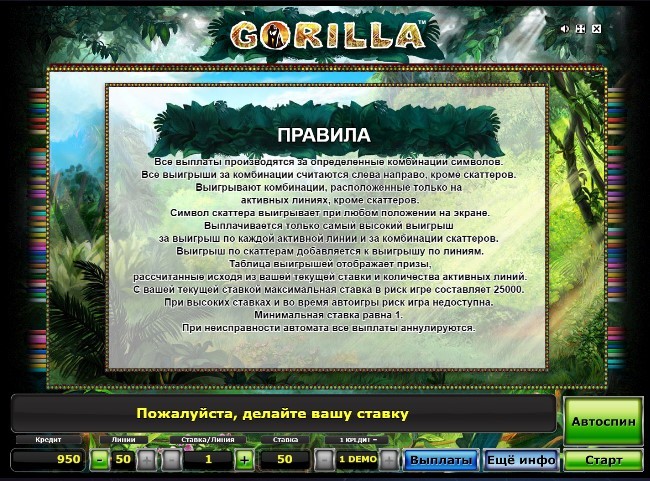 GORILLA™
ПРАВИЛА
Все выплаты производятся за определенные комбинации символов.
Все выигрыши за комбинации считаются слева направо, кроме скаттеров.
Выигрывают комбинации, расположенные только на
активных линиях, кроме скаттеров.
Символ скаттера выигрывает при любом положении на экране.
Выплачивается только самый высокий выигрыш
за выигрыш по каждой активной линии и за комбинации скаттеров.
Выигрыш по скаттерам добавляется к выигрышу по линиям.
Таблица выигрышей отображает призы,
рассчитанные исходя из вашей текущей ставки и количества активных линий.
С вашей текущей ставкой максимальная ставка в риск игре составляет 25000.
При высоких ставках и во время автоигры риск игра недоступна.
Минимальная ставка равна 1.
При неисправности автомата все выплаты аннулируются.
Пожалуйста, делайте вашу ставку
Автоспин
Кредит Линии Ставка/Линия Ставка 1 КРЕДИТ =
950 - 50 + - 1 + 50 - 1 DEMO + Выплаты Ещё инфо Старт